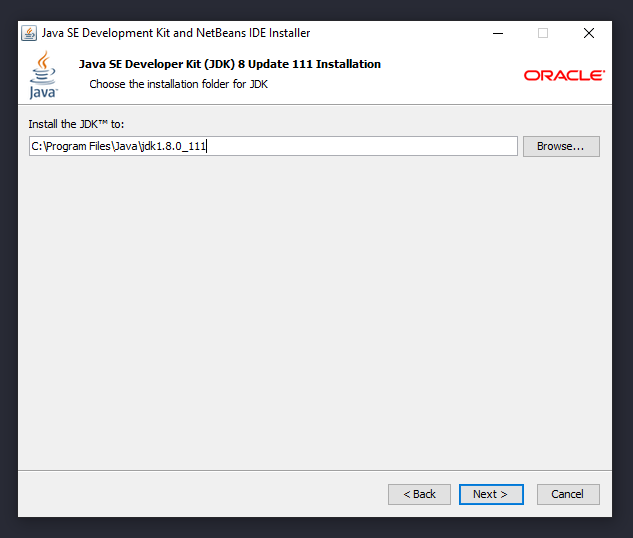 Java SE Development Kit and NetBeans IDE Installer
Java™
Java SE Developer Kit (JDK) 8 Update 111 Installation
Choose the installation folder for JDK
ORACLE®
Install the JDK™ to:
C:\Program Files\Java\jdk1.8.0_111
Browse...
< Back
Next >
Cancel